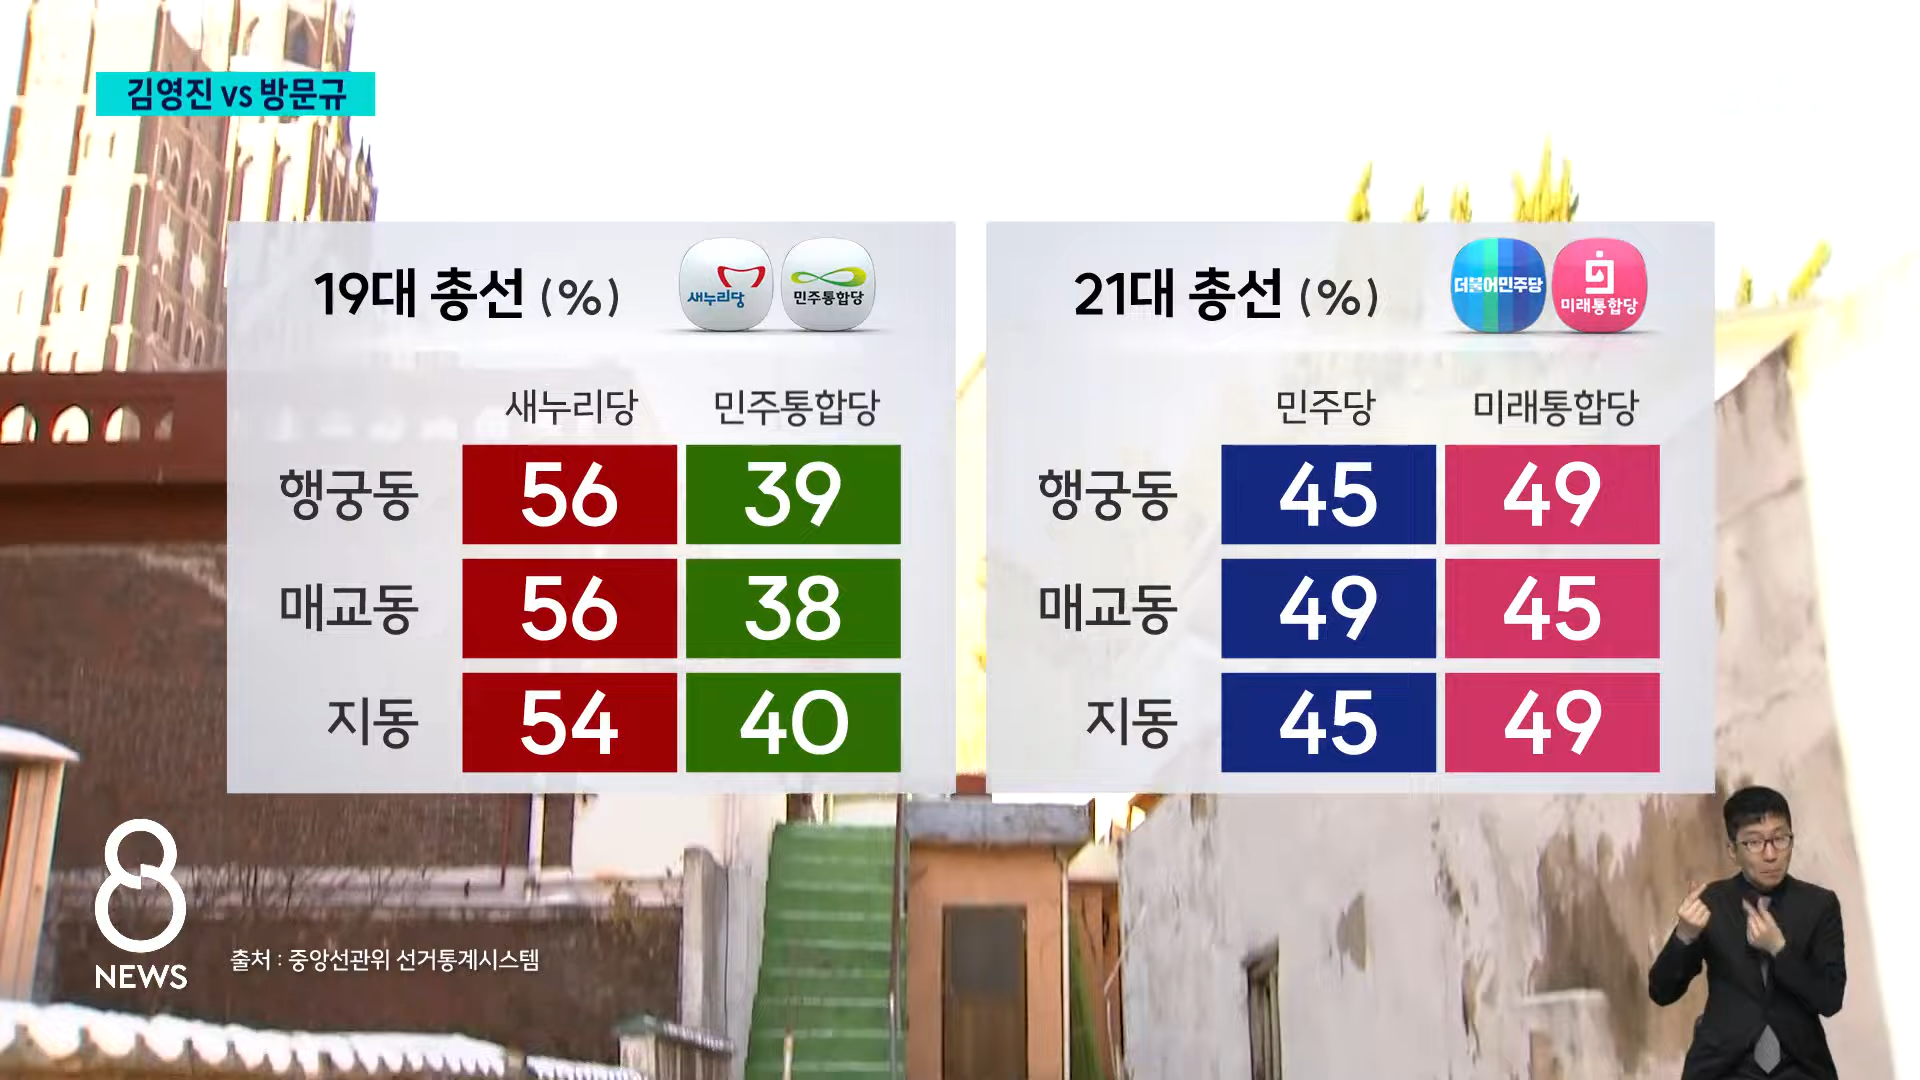 김영진 vs 방문규
19대 총선 (%)
새누리당
민주통합당
새누리당 민주통합당
행궁동 56 39
매교동 56 38
지동 54 40
21대 총선 (%)
더불어민주당
미래통합당
민주당 미래통합당
행궁동 45 49
매교동 49 45
지동 45 49
8
NEWS
출처 : 중앙선관위 선거통계시스템